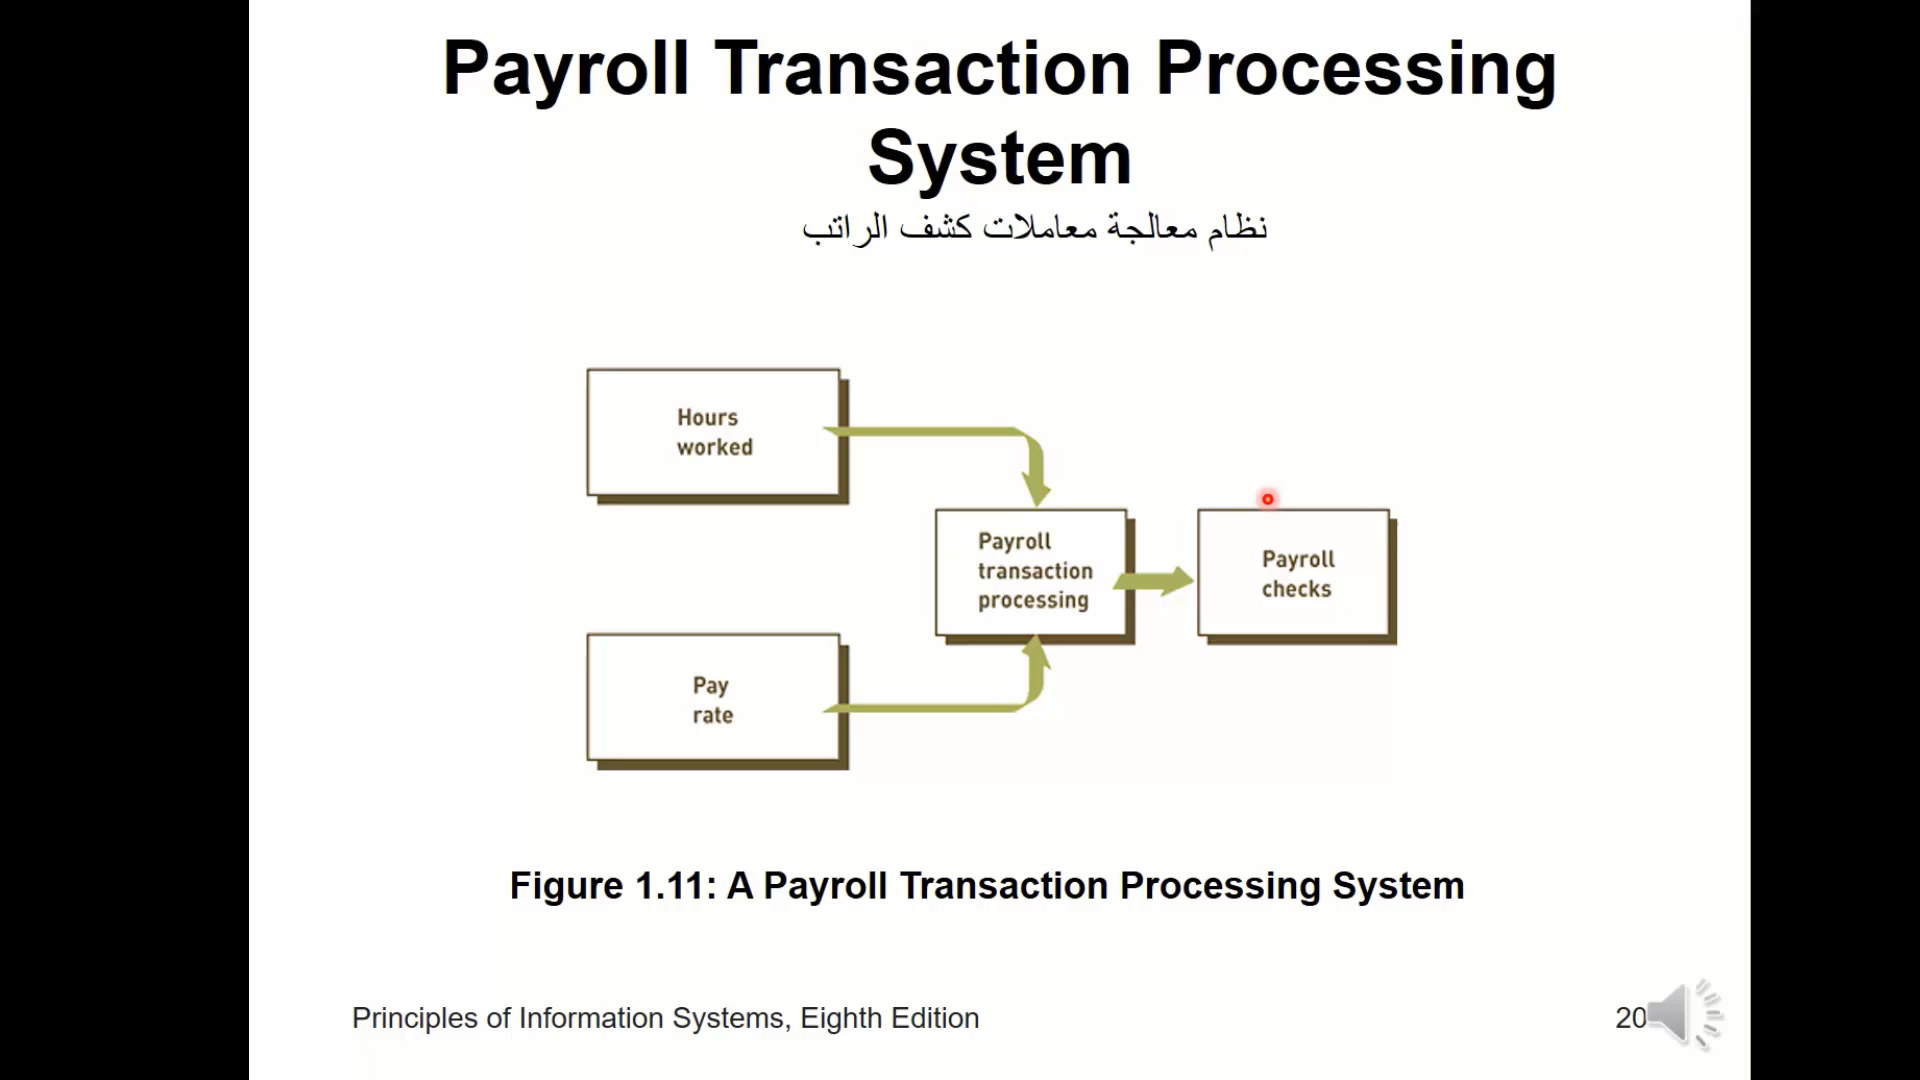 Payroll Transaction Processing
System
نظام معالجة معاملات كشف الراتب
Hours
worked
Payroll
transaction
processing
Payroll
checks
Pay
rate
Figure 1.11: A Payroll Transaction Processing System
Principles of Information Systems, Eighth Edition
20